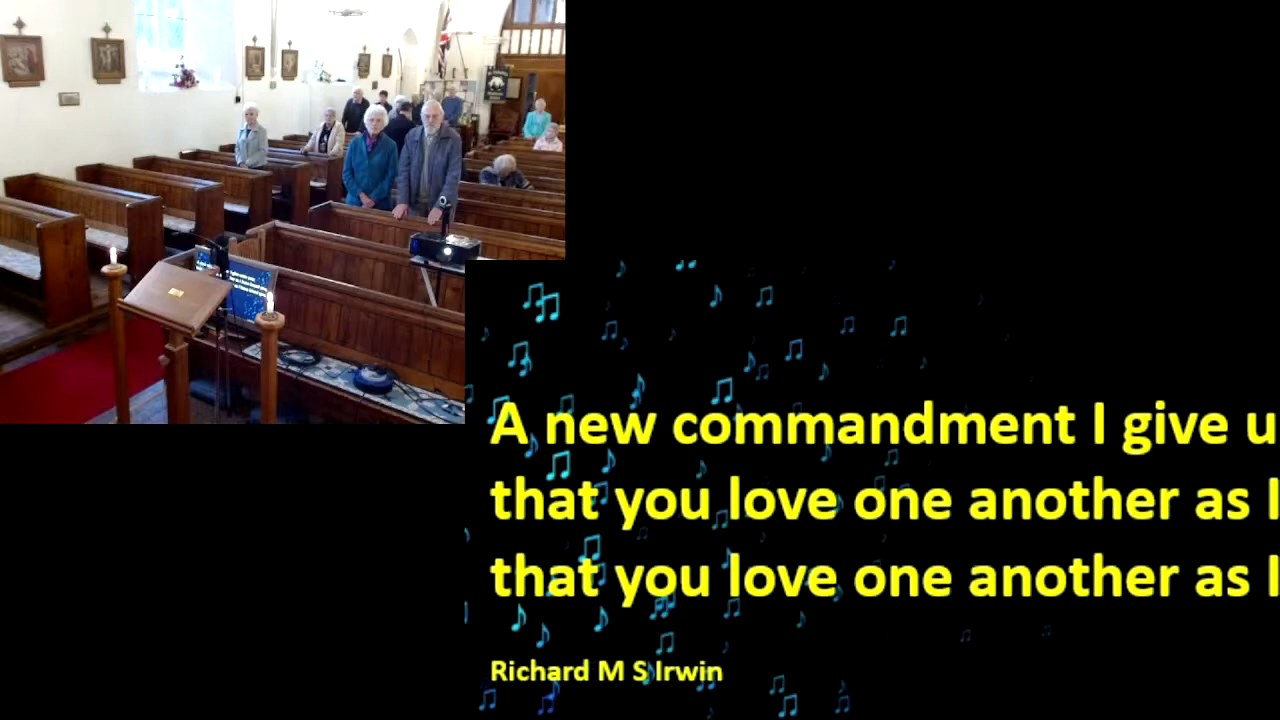 A new commandment I give u
that you love one another as I
that you love one another as I
Richard M S Irwin